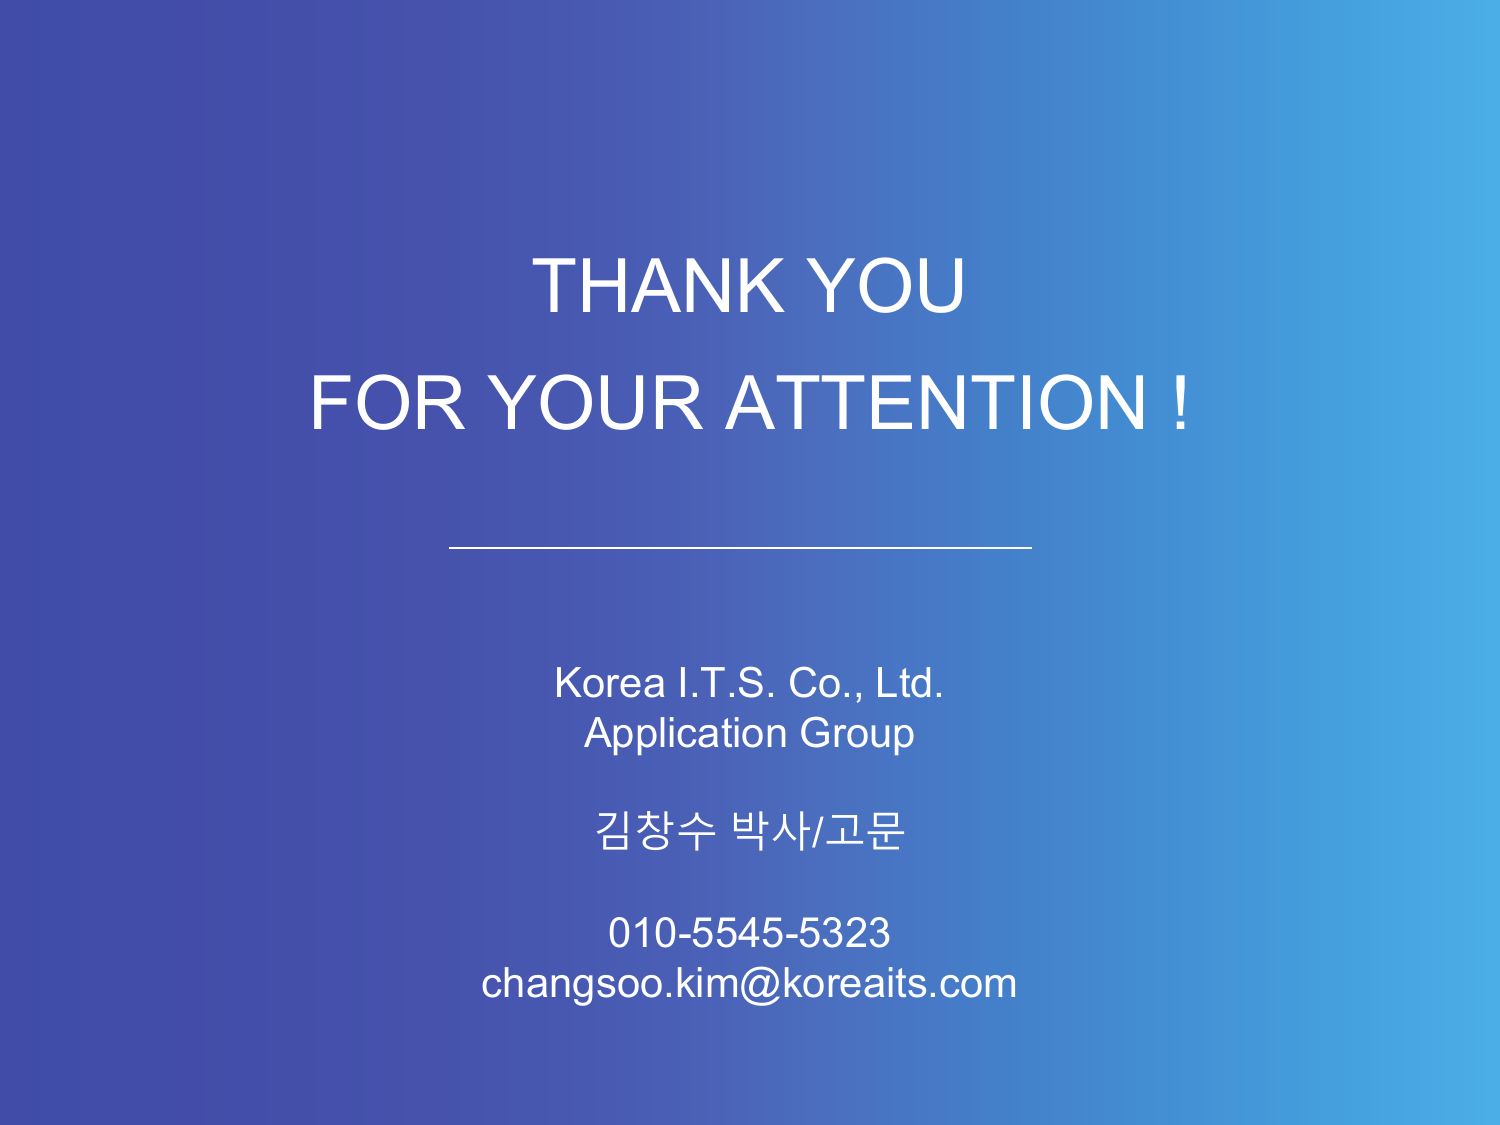 THANK YOU
FOR YOUR ATTENTION !
Korea I.T.S. Co., Ltd.
Application Group
김창수 박사/고문
010-5545-5323
changsoo.kim@koreaits.com